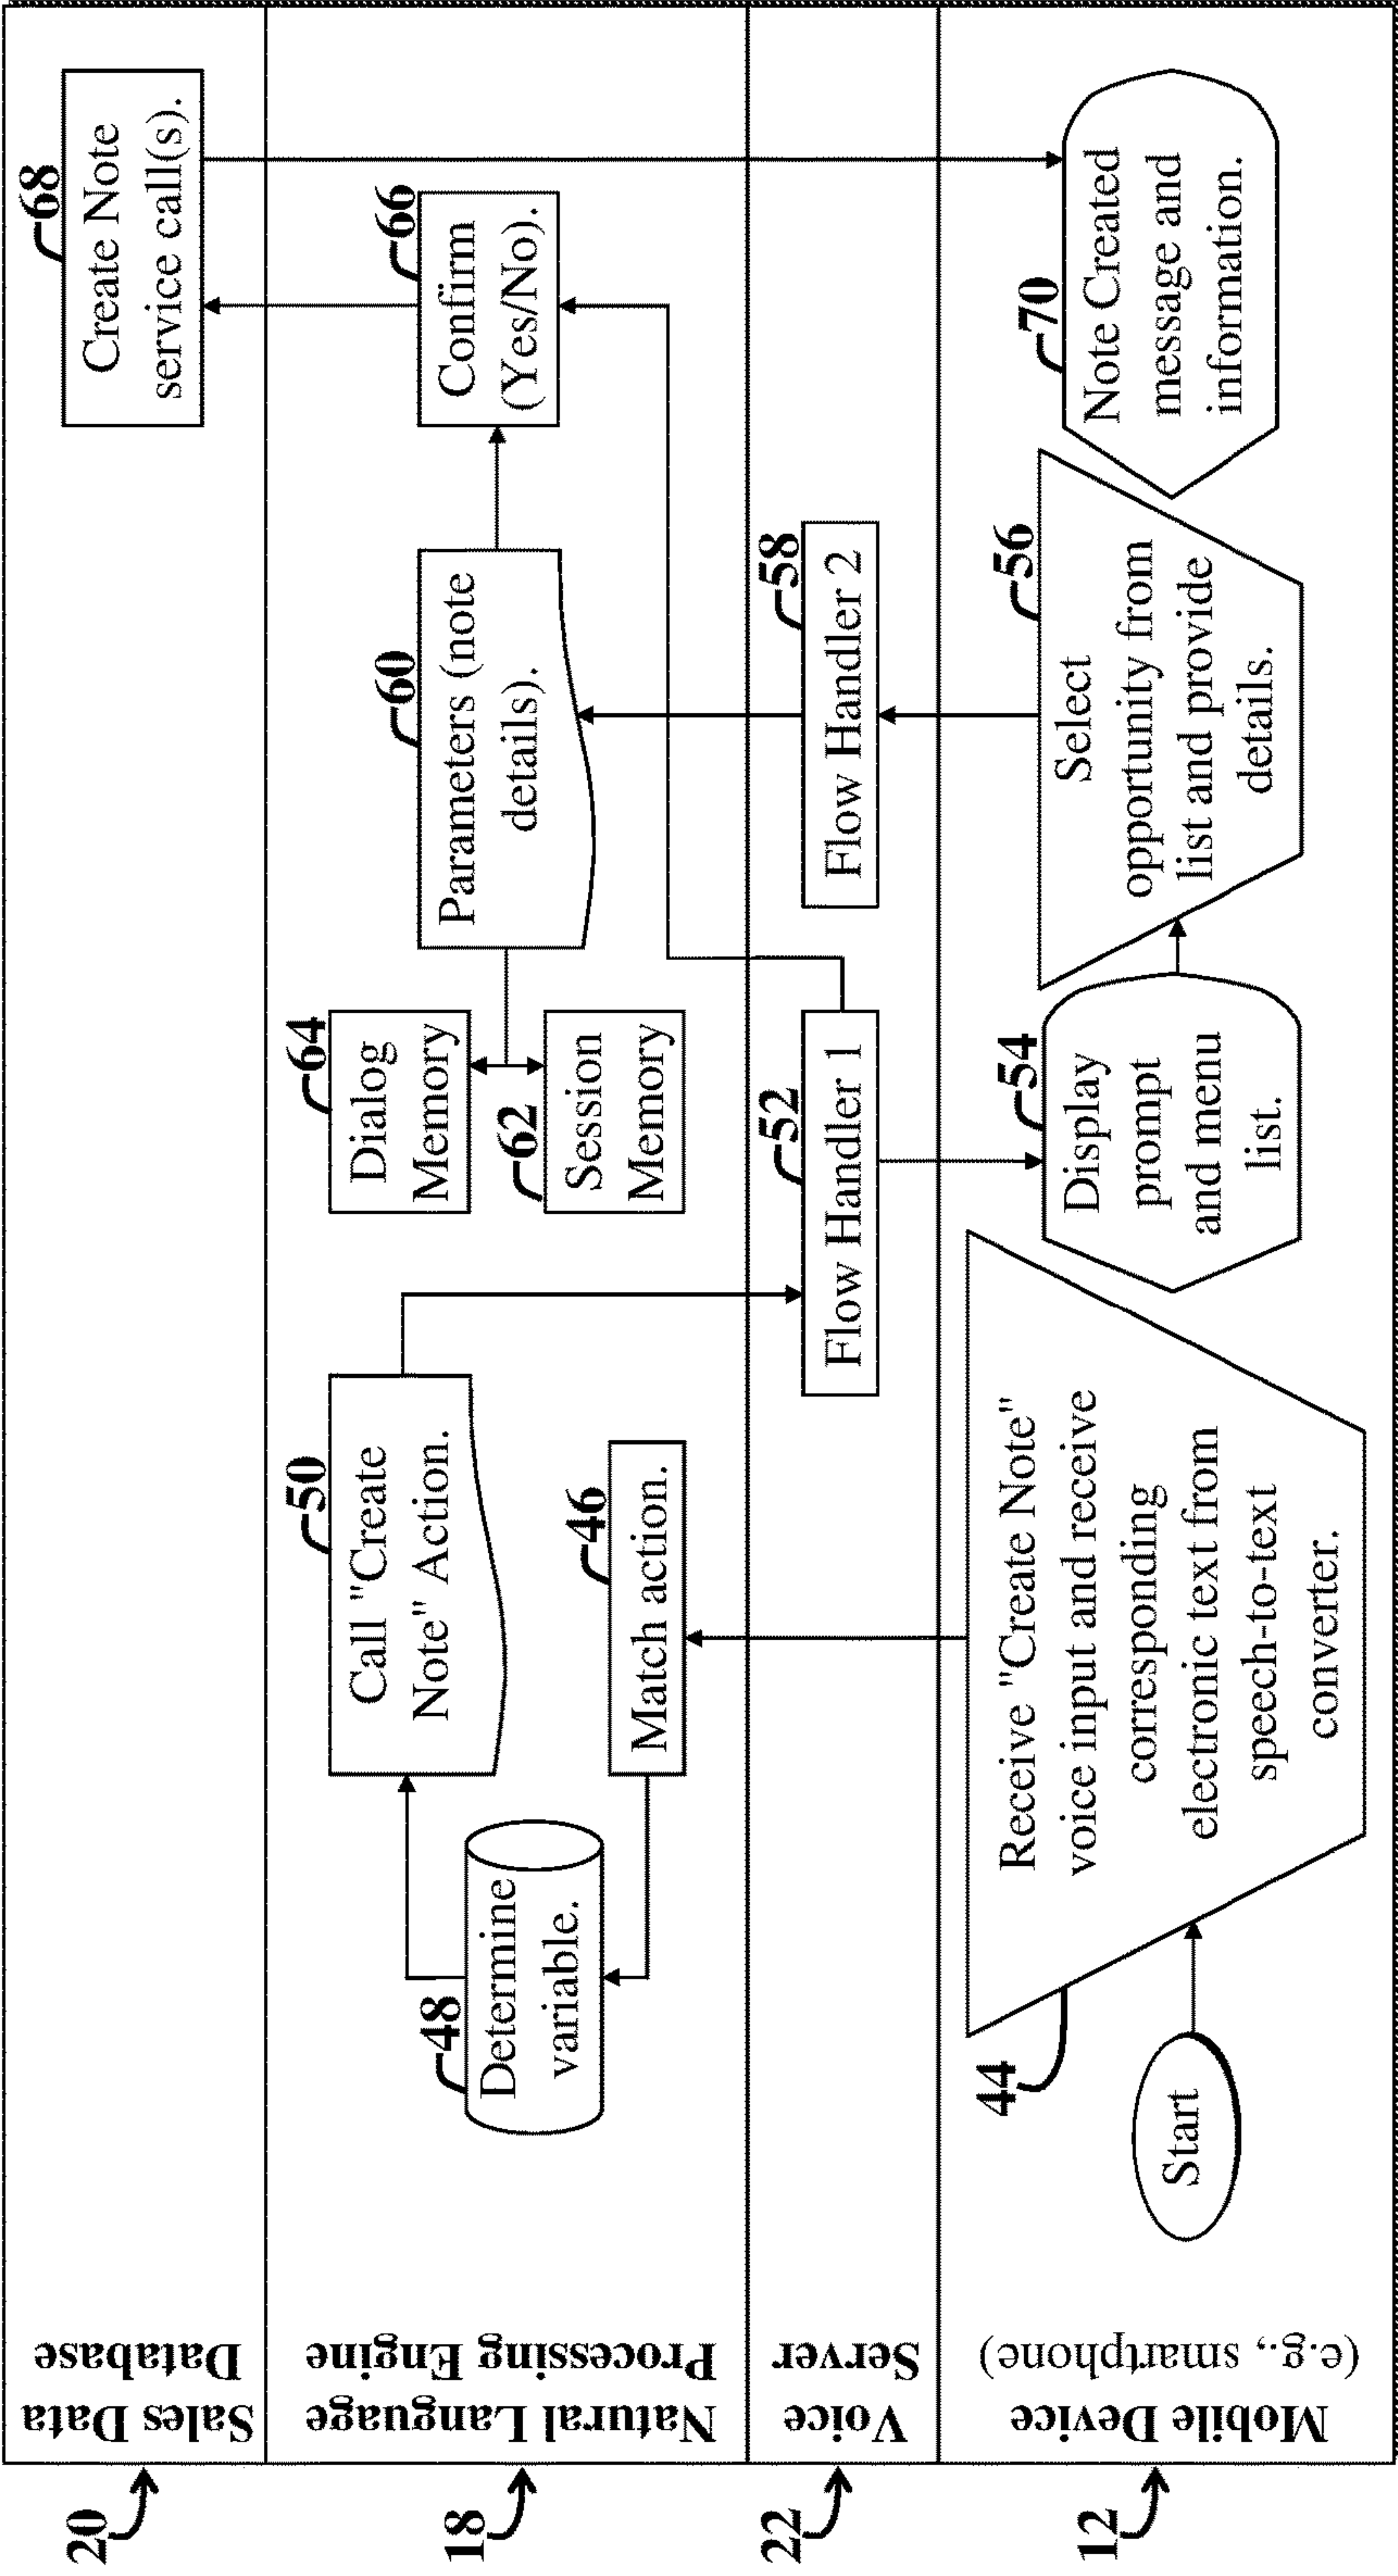 20
Sales Data
Database
68
Create Note
service call(s).
18
Natural Language
Processing Engine
48
Determine
variable.
50
Call "Create
Note" Action.
46
Match action.
64
Dialog
Memory
62
Session
Memory
60
Parameters (note
details).
66
Confirm
(Yes/No).
22
Voice
Server
52
Flow Handler 1
58
Flow Handler 2
12
Mobile Device
(e.g., smartphone)
Start
44
Receive "Create Note"
voice input and receive
corresponding
electronic text from
speech-to-text
converter.
54
Display
prompt
and menu
list.
56
Select
opportunity from
list and provide
details.
70
Note Created
message and
information.